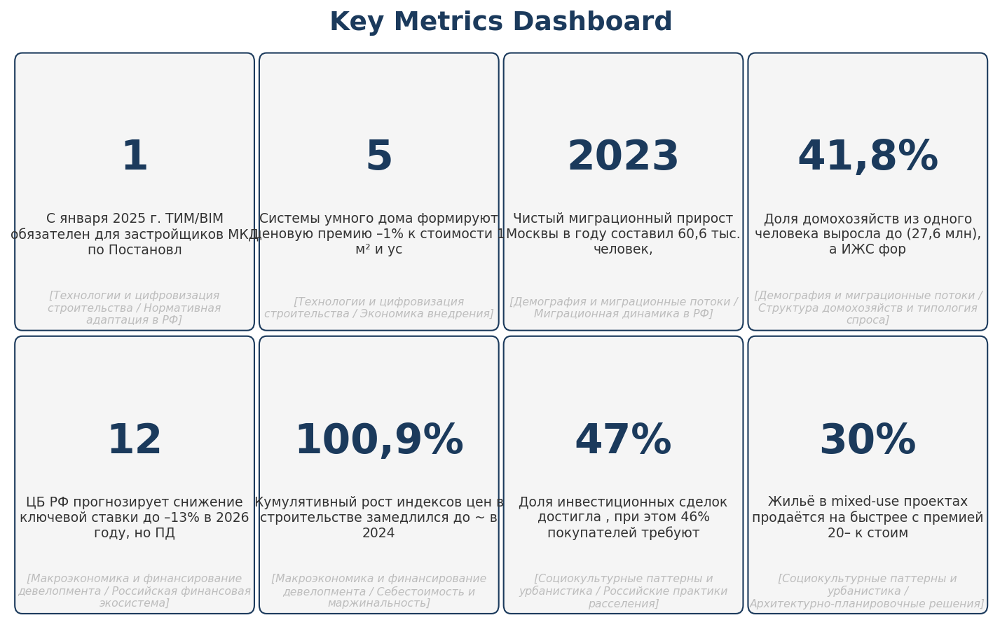 Key Metrics Dashboard
1
С января 2025 г. ТИМ/BIM
обязателен для застройщиков МКД
по Постановл
[Технологии и цифровизация
строительства / Нормативная
адаптация в РФ]
5
Системы умного дома формируют
ценовую премию –1% к стоимости 1
м² и ус
[Технологии и цифровизация
строительства / Экономика внедрения]
2023
Чистый миграционный прирост
Москвы в году составил 60,6 тыс.
человек,
[Демография и миграционные потоки /
Миграционная динамика в РФ]
41,8%
Доля домохозяйств из одного
человека выросла до (27,6 млн),
а ИЖС фор
[Демография и миграционные потоки /
Структура домохозяйств и типология
спроса]
12
ЦБ РФ прогнозирует снижение
ключевой ставки до –13% в 2026
году, но ПД
[Макроэкономика и финансирование
девелопмента / Российская финансовая
экосистема]
100,9%
Кумулятивный рост индексов цен в
строительстве замедлился до ~ в
2024
[Макроэкономика и финансирование
девелопмента / Себестоимость и
маржинальность]
47%
Доля инвестиционных сделок
достигла , при этом 46%
покупателей требуют
[Социокультурные паттерны и
урбанистика / Российские практики
расселения]
30%
Жильё в mixed-use проектах
продаётся на быстрее с премией
20– к стоим
[Социокультурные паттерны и
урбанистика /
Архитектурно-планировочные решения]